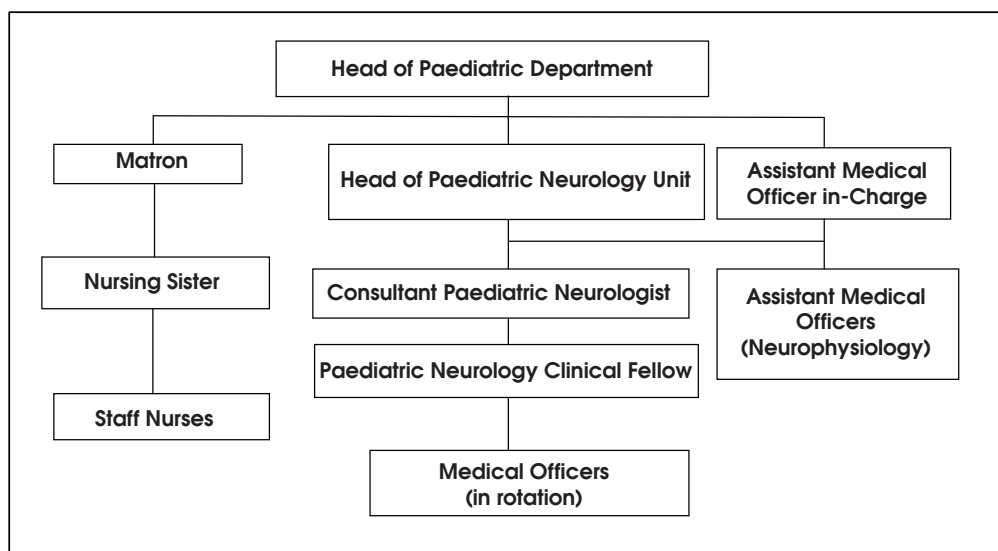 Head of Paediatric Department
Matron
Head of Paediatric Neurology Unit
Assistant Medical
Officer in-Charge
Nursing Sister
Consultant Paediatric Neurologist
Assistant Medical
Officers
(Neurophysiology)
Paediatric Neurology Clinical Fellow
Staff Nurses
Medical Officers
(in rotation)